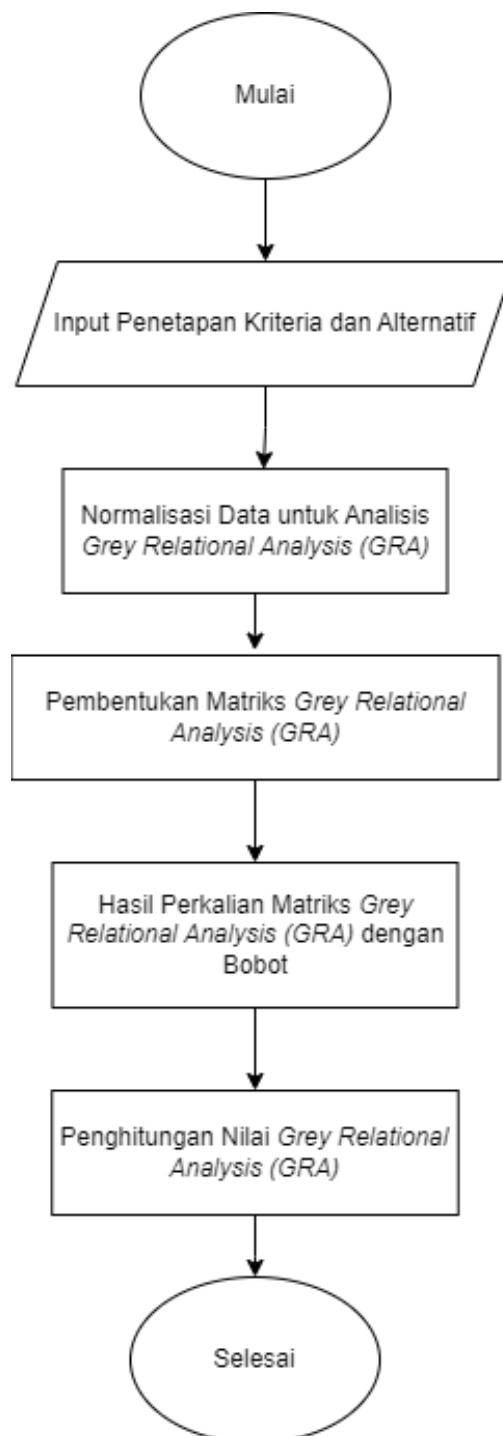 Mulai
Input Penetapan Kriteria dan Alternatif
Normalisasi Data untuk Analisis
Grey Relational Analysis (GRA)
Pembentukan Matriks Grey Relational
Analysis (GRA)
Hasil Perkalian Matriks Grey
Relational Analysis (GRA) dengan
Bobot
Penghitungan Nilai Grey Relational
Analysis (GRA)
Selesai